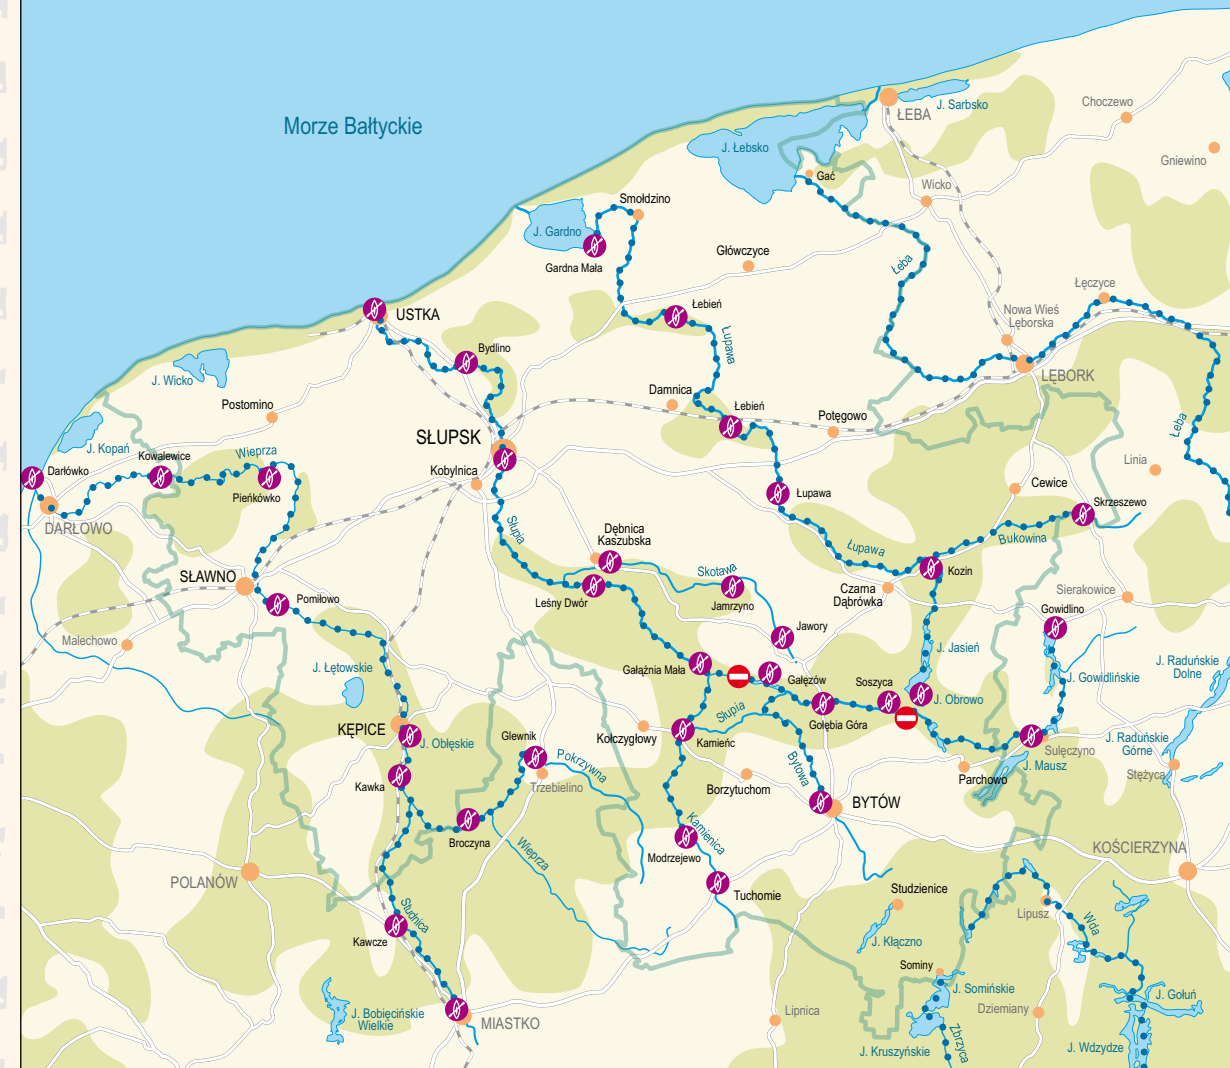 Morze Bałtyckie
J. Sarbsko
ŁEBA
Choczewo
J. Łebsko
Gniewino
Gać
Wicko
Smołdzino
J. Gardno
Główczyce
Gardna Mała
Łeba
Łęczyce
Łebień
Nowa Wieś
Lęborska
USTKA
Łupawa
Bydlino
LĘBORK
J. Wicko
Damnica
Postomino
Łebień
Potęgowo
Łeba
SŁUPSK
J. Kopań
Kowalewice
Wieprza
Linia
Darłówko
Kobylnica
Cewice
Pieńkówko
Łupawa
Skrzeszewo
DARŁOWO
Słupia
Dębnica
Kaszubska
Łupawa
Bukowina
SŁAWNO
Skotawa
Kozin
Pomiłowo
Leśny Dwór
Jamrzyno
Czarna
Dąbrówka
Sierakowice
Gowidlino
Malechowo
Jawory
J. Jasień
J. Łętowskie
Gałąźnia Mała
Gałęzów
Soszyca
J. Gowidlińskie
J. Raduńskie
Dolne
J. Obrowo
Słupia
Gołębia Góra
KĘPICE
J. Obłęskie
Glewnik
Kołczygłowy
Kamieńc
J. Raduńskie
Górne
Sulęczyno
Pokrzywna
Bytowa
J. Mausz
Kawka
Trzebielino
Borzytuchom
Parchowo
Stężyca
BYTÓW
Broczyna
Kamienica
Wieprza
Modrzejewo
KOŚCIERZYNA
POLANÓW
Tuchomie
Studzienice
Studnica
Lipusz
Wda
Kawcze
J. Kłączno
Sominy
J. Somińskie
J. Gołuń
J. Bobięcińskie
Wielkie
MIASTKO
Lipnica
Dziemiany
Zbrzyca
J. Kruszyńskie
J. Wdzydze